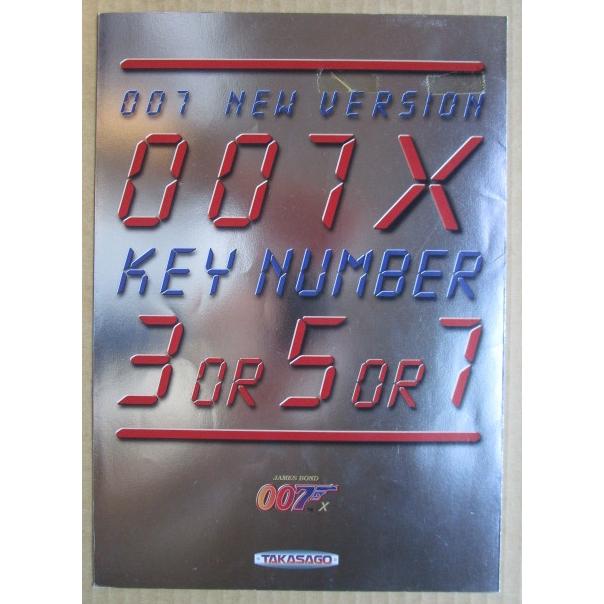 007 NEW VERSION
007X
KEY NUMBER
3 OR 5 OR 7
JAMES BOND
007 X
TAKASAGO